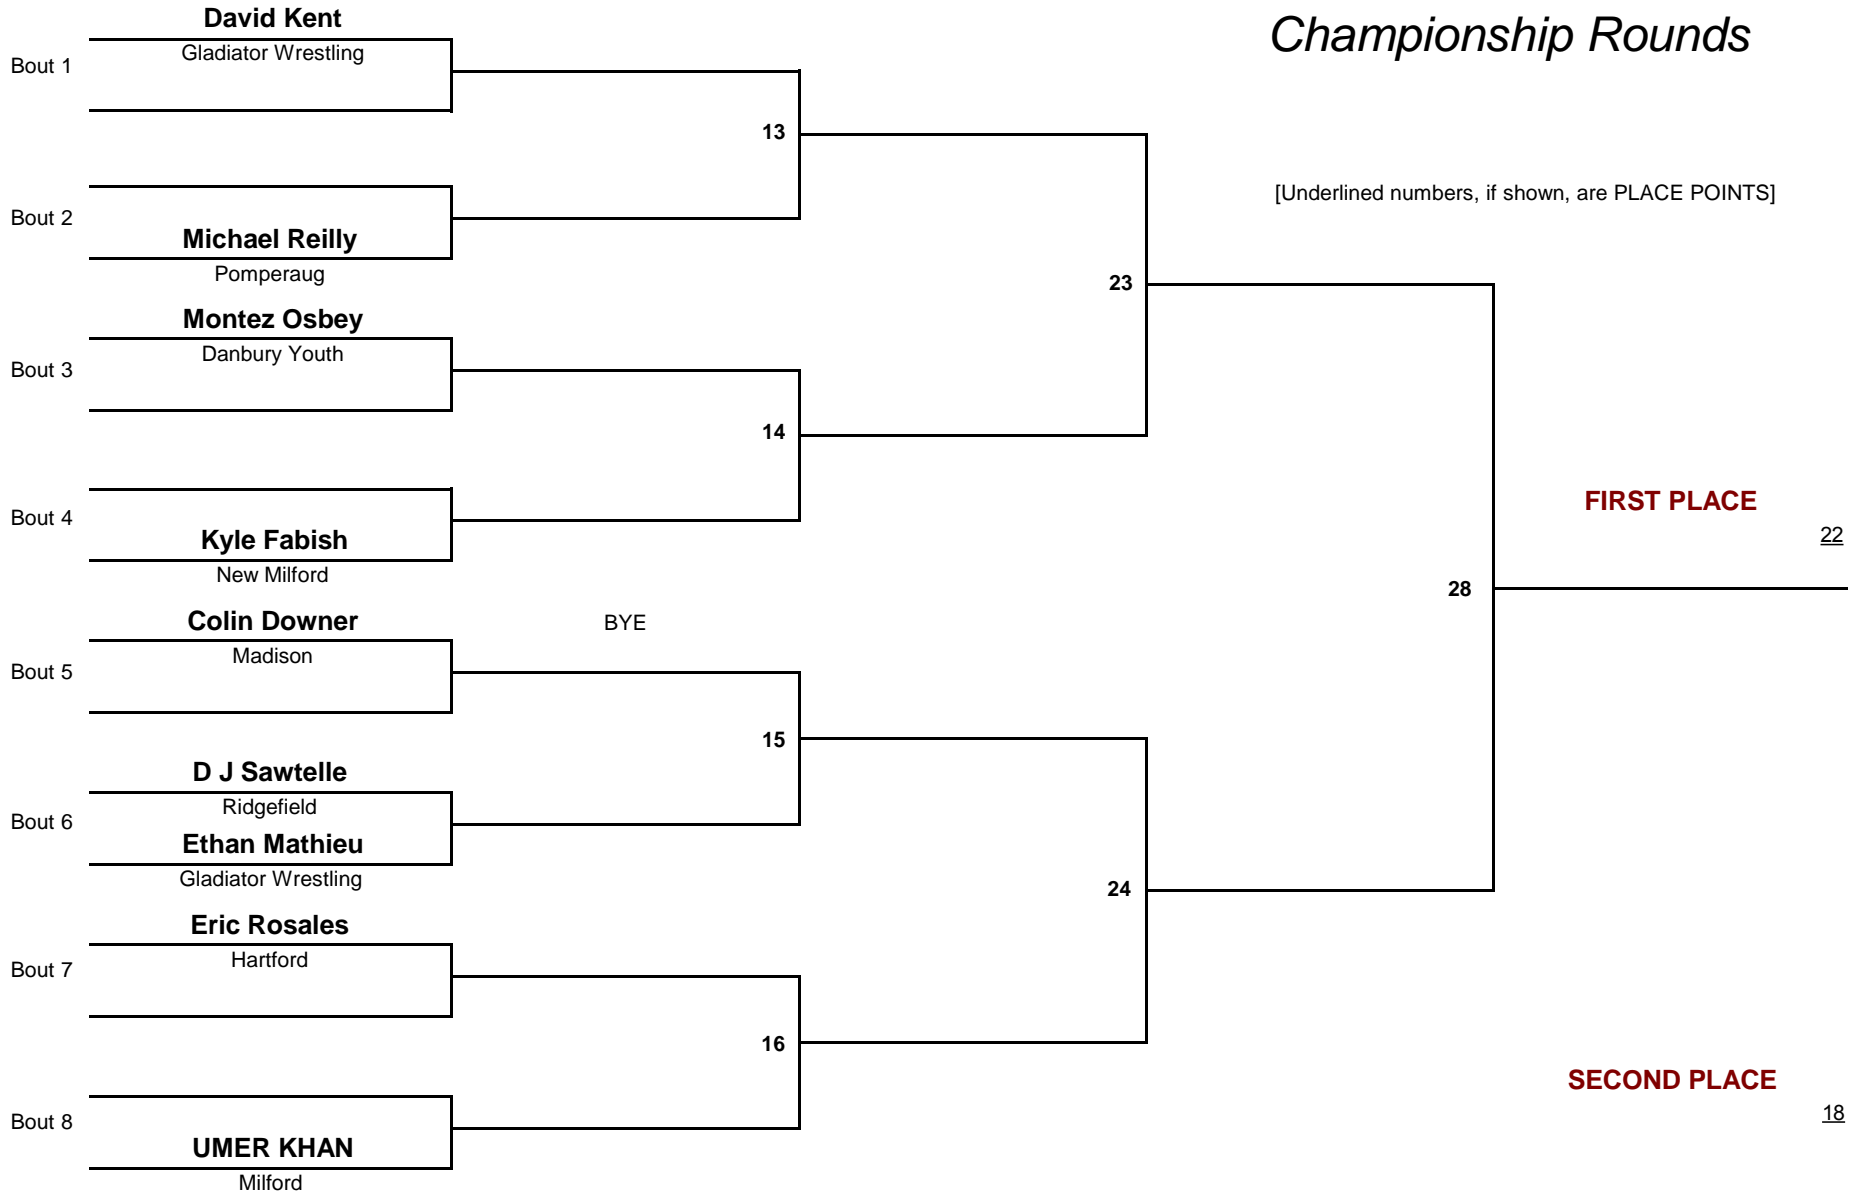 David Kent
Championship Rounds
Gladiator Wrestling
Bout 1
13
[Underlined numbers, if shown, are PLACE POINTS]
Bout 2
Michael Reilly
Pomperaug
23
Montez Osbey
Danbury Youth
Bout 3
14
FIRST PLACE
Bout 4
22
Kyle Fabish
New Milford
28
Colin Downer
BYE
Madison
Bout 5
15
D J Sawtelle
Ridgefield
Bout 6
Ethan Mathieu
Gladiator Wrestling
24
Eric Rosales
Hartford
Bout 7
16
SECOND PLACE
18
Bout 8
UMER KHAN
Milford